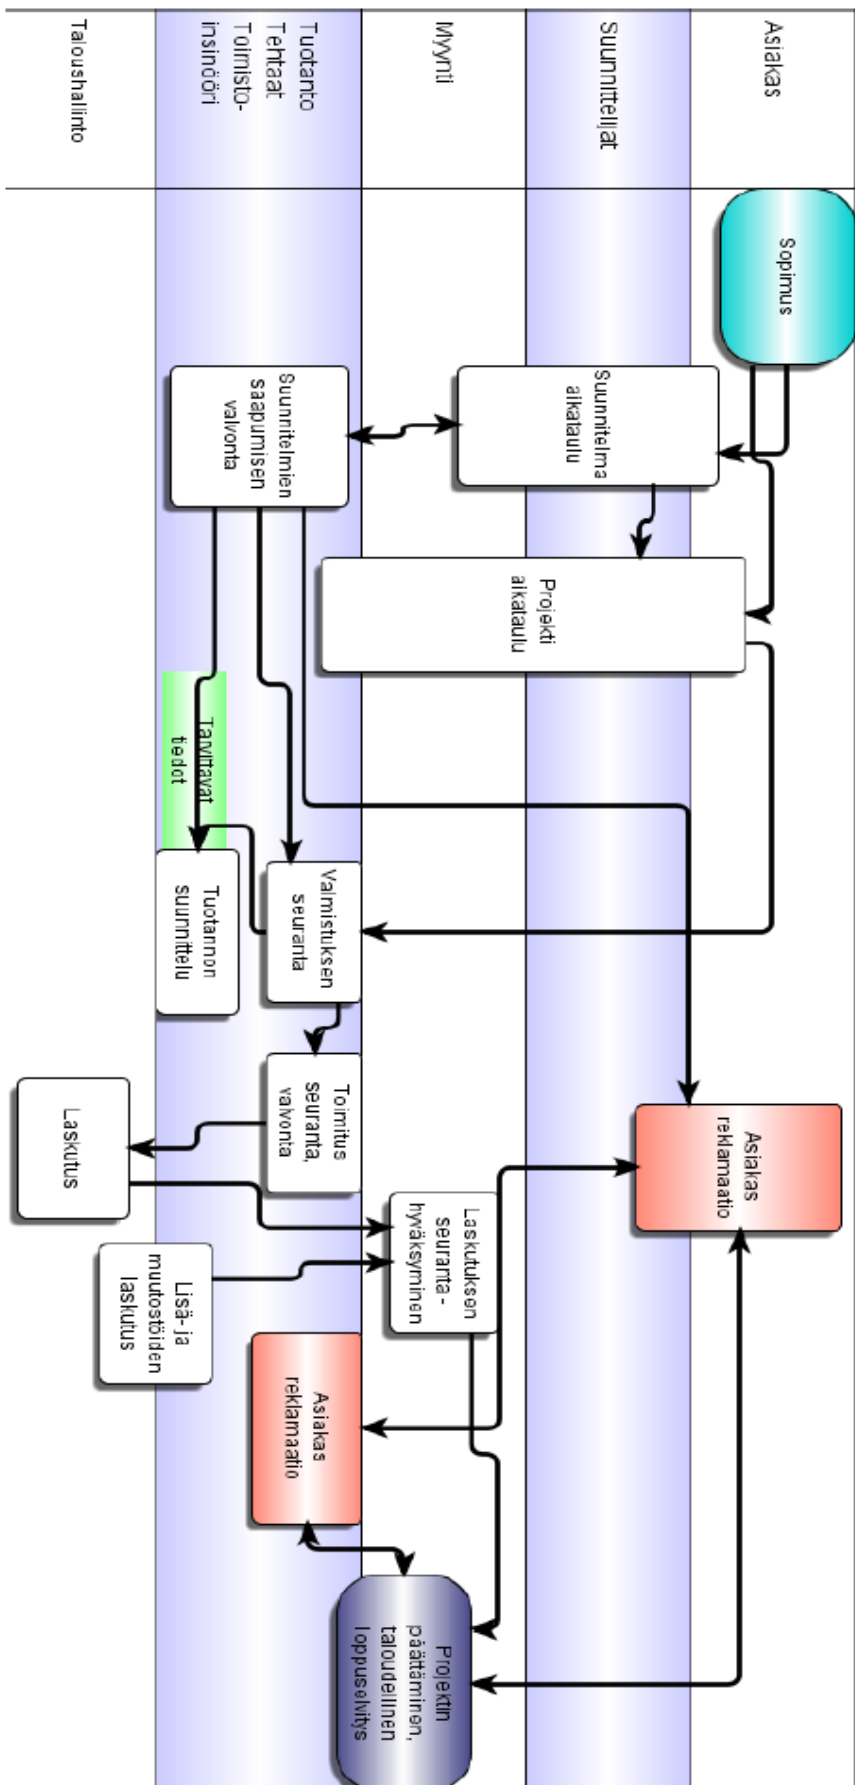 Asiakas
Suunnittelijat
Myynti
Tuotanto
Tehtaat
Toimisto-
insinööri
Taloushallinto
Sopimus
Suunnitelma
aikataulu
Suunnitelmien
saapumisen
valvonta
Projekti
aikataulu
Tarvittavat
tiedot
Valmistuksen
seuranta
Tuotannon
suunnittelu
Toimitus
seuranta,
valvonta
Laskutus
Asiakas
reklamaatio
Laskutuksen
seuranta -
hyväksyminen
Lisä- ja
muutostöiden
laskutus
Asiakas
reklamaatio
Projektin
päättäminen,
taloudellinen
loppuselvitys